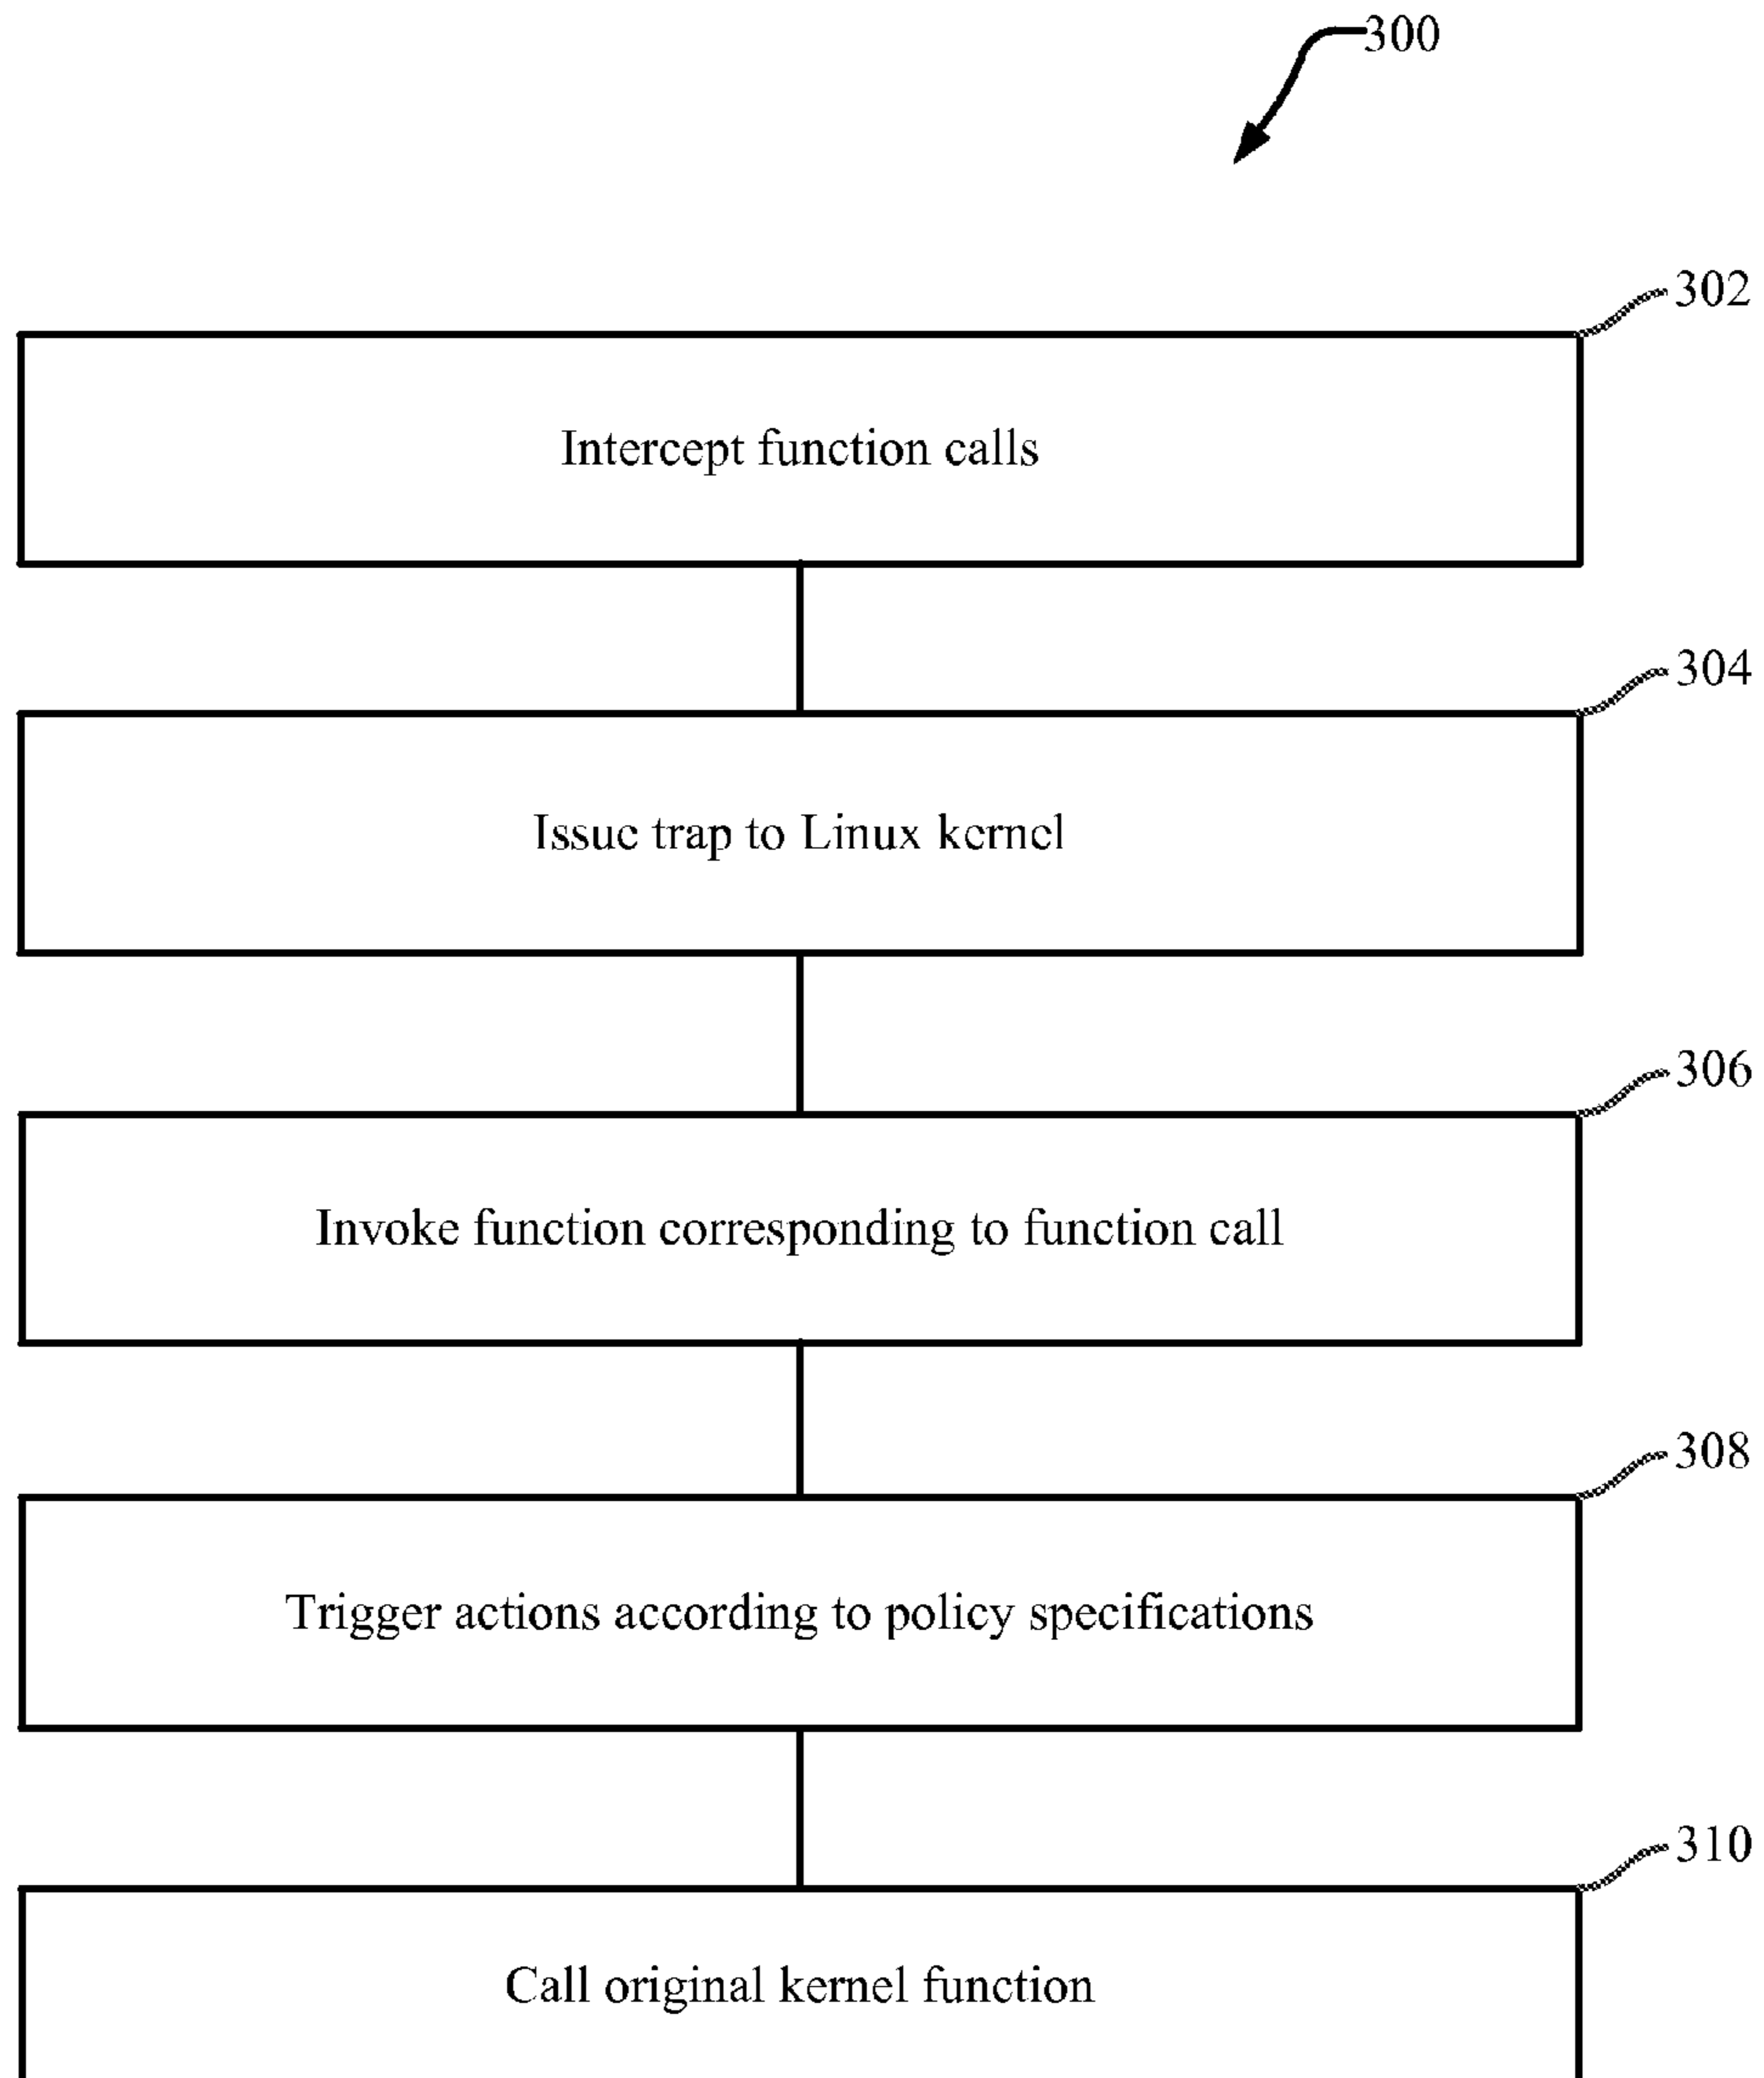 300
302
Intercept function calls
304
Issue trap to Linux kernel
306
Invoke function corresponding to function call
308
Trigger actions according to policy specifications
310
Call original kernel function